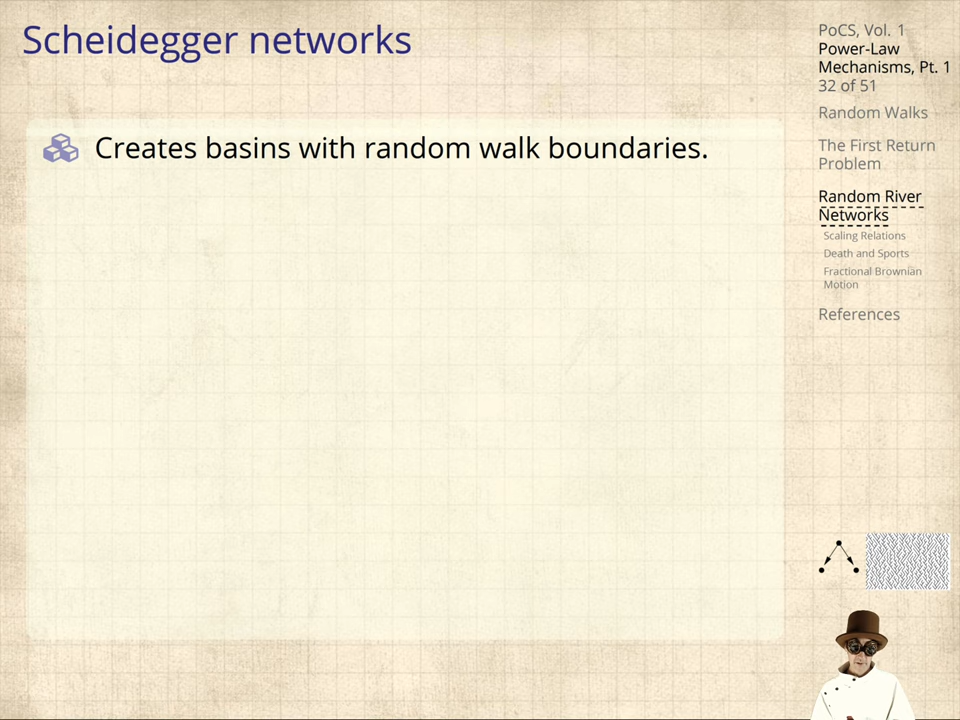 Scheidegger networks
Creates basins with random walk boundaries.
PoCS, Vol. 1
Power-Law
Mechanisms, Pt. 1
32 of 51
Random Walks
The First Return
Problem
Random River
Networks
Scaling Relations
Death and Sports
Fractional Brownian
Motion
References